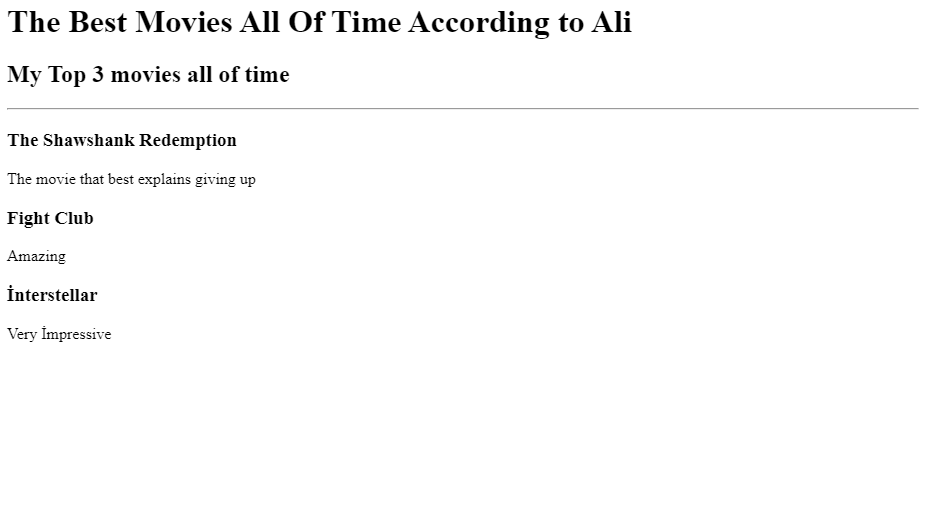 The Best Movies All Of Time According to Ali
My Top 3 movies all of time
The Shawshank Redemption
The movie that best explains giving up
Fight Club
Amazing
İnterstellar
Very İmpressive